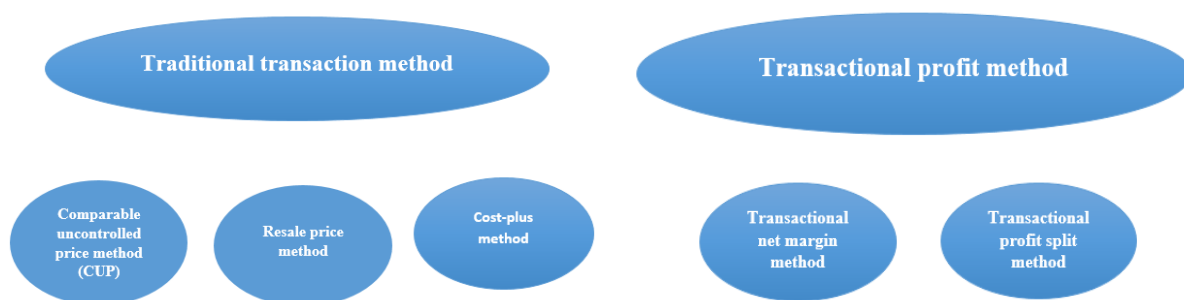 Traditional transaction method
Transactional profit method
Comparable
uncontrolled
price method
(CUP)
Resale price
method
Cost-plus
method
Transactional
net margin
method
Transactional
profit split
method